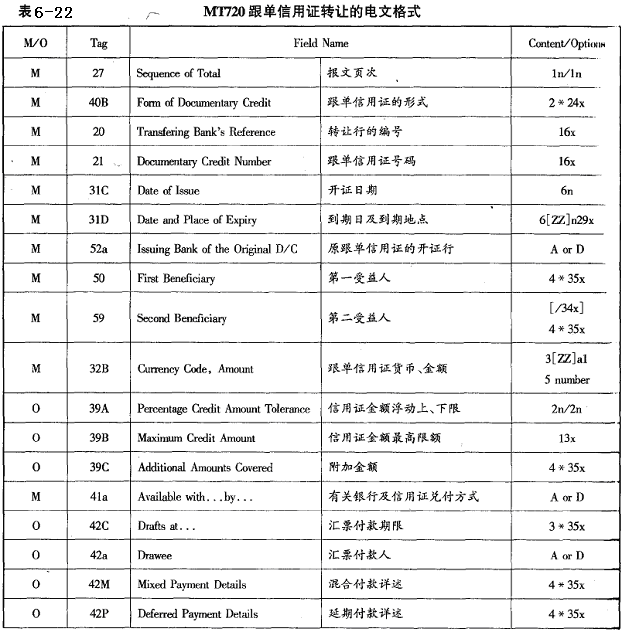 表6-22 MT720跟单信用证转让的电文格式
M/O Tag Field Name Content/Options
M 27 Sequence of Total 报文页次 1n/1n
M 40B Form of Documentary Credit 跟单信用证的形式 2*24x
M 20 Transfering Bank's Reference 转让行的编号 16x
M 21 Documentary Credit Number 跟单信用证号码 16x
M 31C Date of Issue 开证日期 6n
M 31D Date and Place of Expiry 到期日及到期地点 6[ZZ]n29x
M 52a Issuing Bank of the Original D/C 原跟单信用证的开证行 A or D
M 50 First Beneficiary 第一受益人 4*35x
M 59 Second Beneficiary 第二受益人 [/34x]
4*35x
M 32B Currency Code, Amount 跟单信用证货币、金额 3[ZZ]a1
5 number
O 39A Percentage Credit Amount Tolerance 信用证金额浮动上、下限 2n/2n
O 39B Maximum Credit Amount 信用证金额最高限额 13x
O 39C Additional Amounts Covered 附加金额 4*35x
M 41a Available with...by... 有关银行及信用证兑付方式 A or D
O 42C Drafts at... 汇票付款期限 3*35x
O 42a Drawee 汇票付款人 A or D
O 42M Mixed Payment Details 混合付款详述 4*35x
O 42P Deferred Payment Details 延期付款详述 4*35x